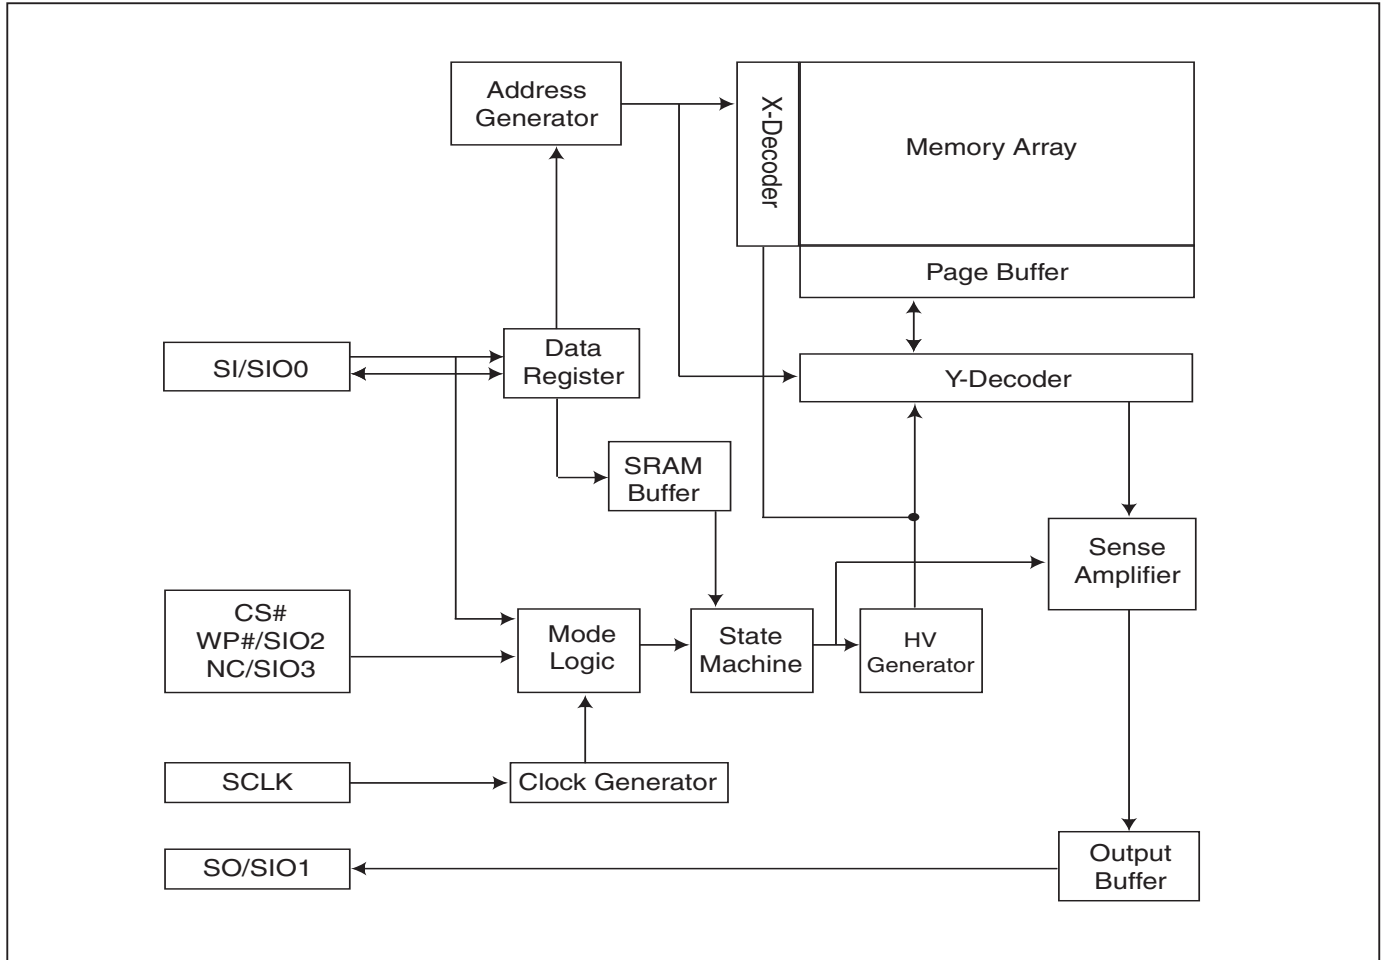 Address
Generator
X-Decoder
Memory Array
Page Buffer
SI/SIO0
Data
Register
Y-Decoder
SRAM
Buffer
Sense
Amplifier
CS#
WP#/SIO2
NC/SIO3
Mode
Logic
State
Machine
HV
Generator
SCLK
Clock Generator
SO/SIO1
Output
Buffer